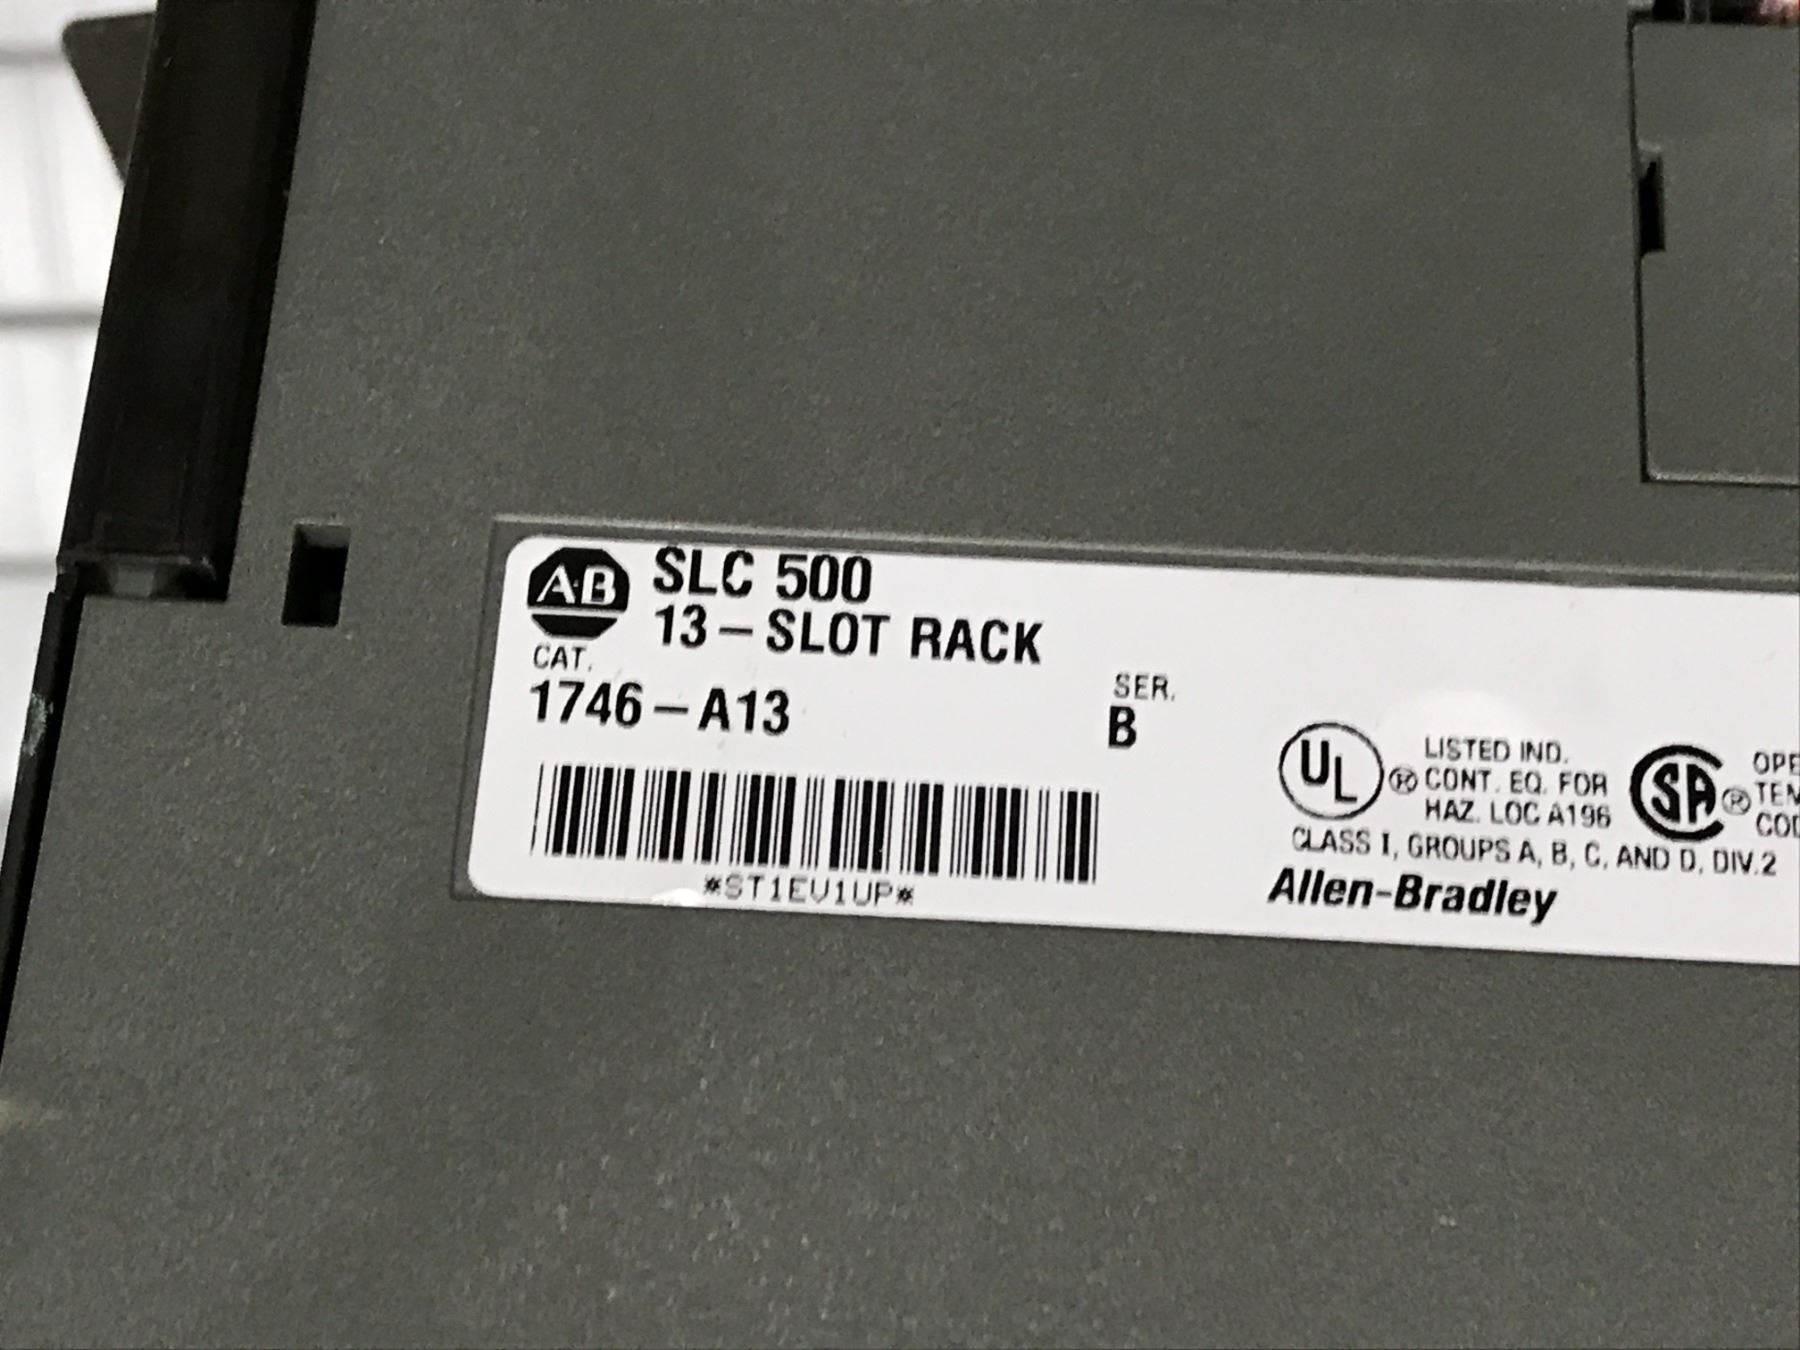 A·B SLC 500
13-SLOT RACK
CAT.
1746-A13
SER.
B
*ST1EV1UP*
UL ® LISTED IND.
CONT. EQ. FOR
HAZ. LOC A196
SA ®
CLASS I, GROUPS A, B, C, AND D, DIV.2
Allen-Bradley